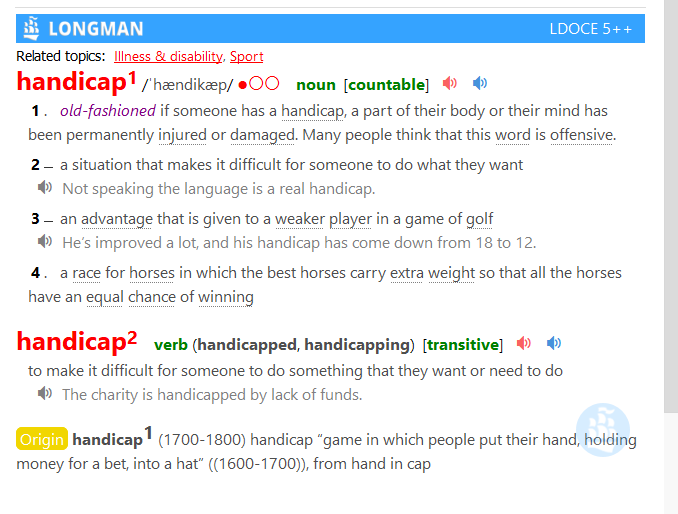 LONGMAN LDOCE 5++
Related topics: Illness & disability, Sport
handicap1 /ˈhændikæp/ ●○○ noun [countable]
1 . old-fashioned if someone has a handicap, a part of their body or their mind has
been permanently injured or damaged. Many people think that this word is offensive.
2 – a situation that makes it difficult for someone to do what they want
Not speaking the language is a real handicap.
3 – an advantage that is given to a weaker player in a game of golf
He’s improved a lot, and his handicap has come down from 18 to 12.
4 . a race for horses in which the best horses carry extra weight so that all the horses
have an equal chance of winning
handicap2 verb (handicapped, handicapping) [transitive]
to make it difficult for someone to do something that they want or need to do
The charity is handicapped by lack of funds.
Origin handicap1 (1700-1800) handicap “game in which people put their hand, holding
money for a bet, into a hat” ((1600-1700)), from hand in cap